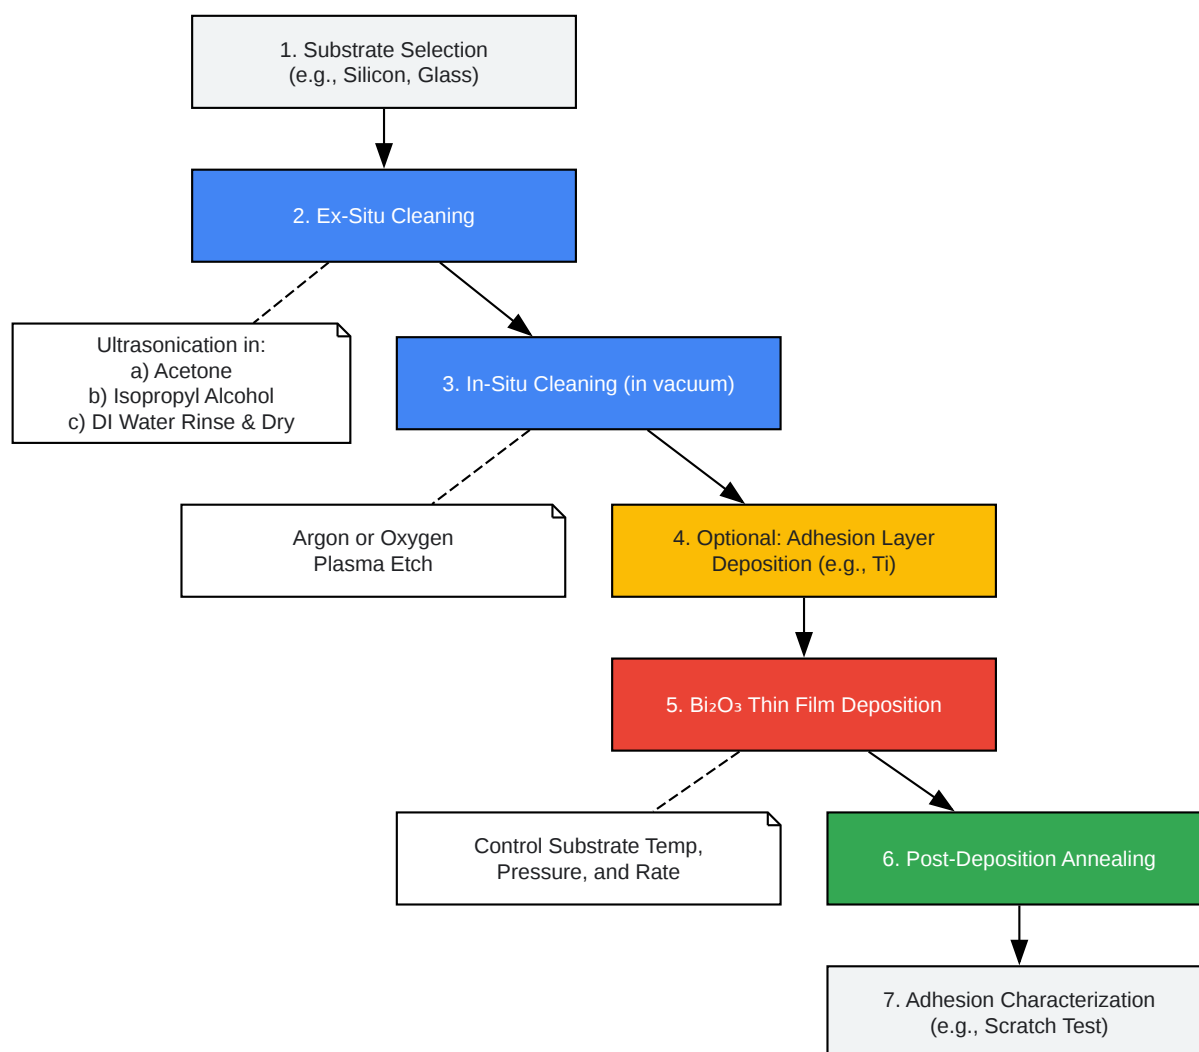 1. Substrate Selection
(e.g., Silicon, Glass)
2. Ex-Situ Cleaning
Ultrasonication in:
a) Acetone
b) Isopropyl Alcohol
c) DI Water Rinse & Dry
3. In-Situ Cleaning (in vacuum)
Argon or Oxygen
Plasma Etch
4. Optional: Adhesion Layer
Deposition (e.g., Ti)
5. Bi₂O₃ Thin Film Deposition
Control Substrate Temp,
Pressure, and Rate
6. Post-Deposition Annealing
7. Adhesion Characterization
(e.g., Scratch Test)